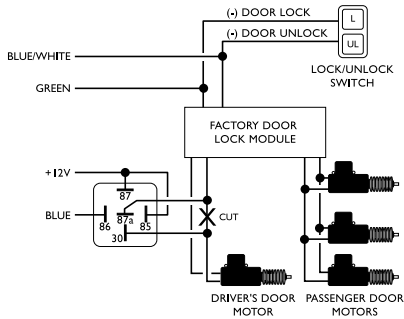 (-) DOOR LOCK
L
(-) DOOR UNLOCK
UL
BLUE/WHITE
LOCK/UNLOCK
SWITCH
GREEN
FACTORY DOOR
LOCK MODULE
+12V
87
BLUE
86
87a
85
CUT
30
DRIVER'S DOOR
MOTOR
PASSENGER DOOR
MOTORS